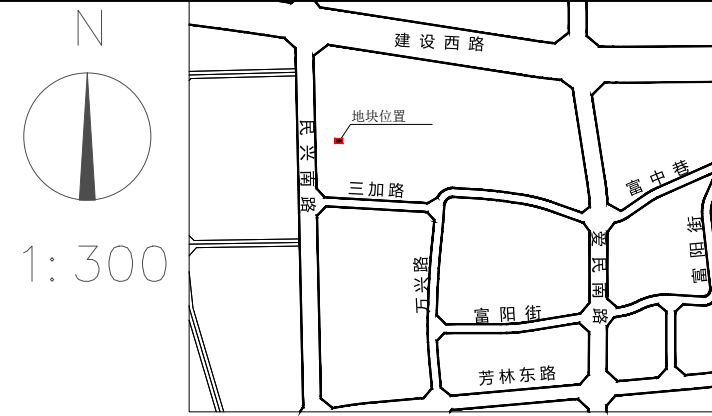 N
1:300
建设西路
地块位置
民兴南路
三加路
富中巷
富阳街
爱民南路
万兴路
富阳街
芳林东路